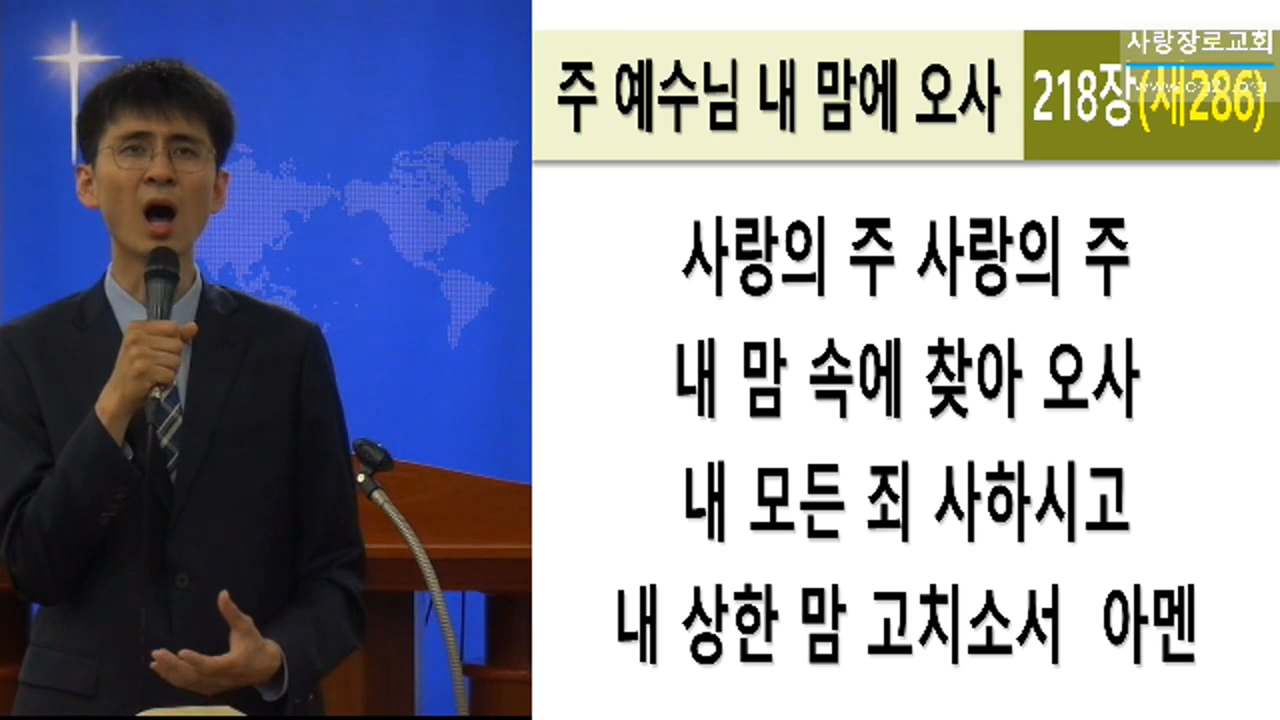 사랑장로교회
주 예수님 내 맘에 오사 218장(새286)
사랑의 주 사랑의 주
내 맘 속에 찾아 오사
내 모든 죄 사하시고
내 상한 맘 고치소서 아멘